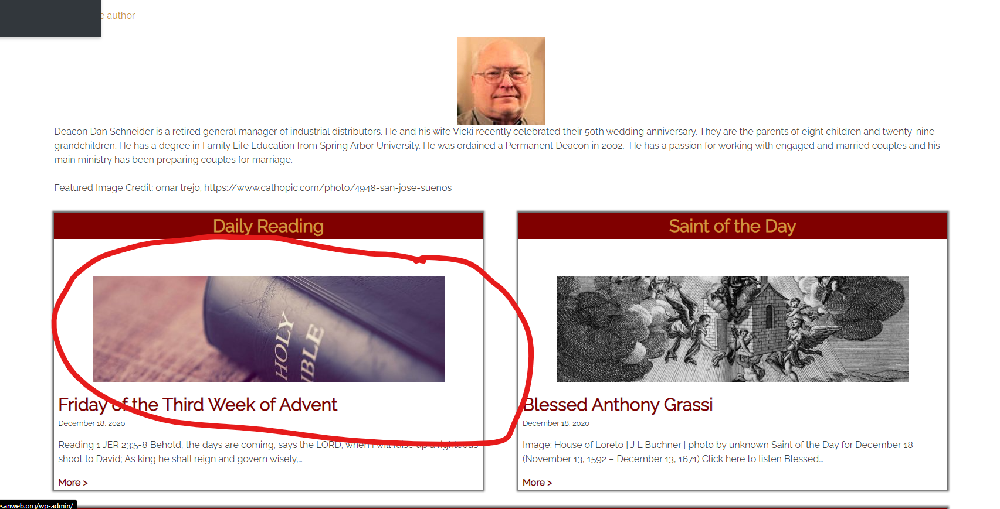 e author
Deacon Dan Schneider is a retired general manager of industrial distributors. He and his wife Vicki recently celebrated their 50th wedding anniversary. They are the parents of eight children and twenty-nine
grandchildren. He has a degree in Family Life Education from Spring Arbor University. He was ordained a Permanent Deacon in 2002.  He has a passion for working with engaged and married couples and his
main ministry has been preparing couples for marriage.
Featured Image Credit: omar trejo, https://www.cathopic.com/photo/4948-san-jose-suenos
Daily Reading
HOLY
IBLE
Friday of the Third Week of Advent
December 18, 2020
Reading 1 JER 23:5-8 Behold, the days are coming, says the LORD, when I will raise up a righteous
shoot to David; As king he shall reign and govern wisely,...
More >
Saint of the Day
Blessed Anthony Grassi
December 18, 2020
Image: House of Loreto | J L Buchner | photo by unknown Saint of the Day for December 18
(November 13, 1592 – December 13, 1671) Click here to listen Blessed...
More >
sanweb.org/wp-admin/